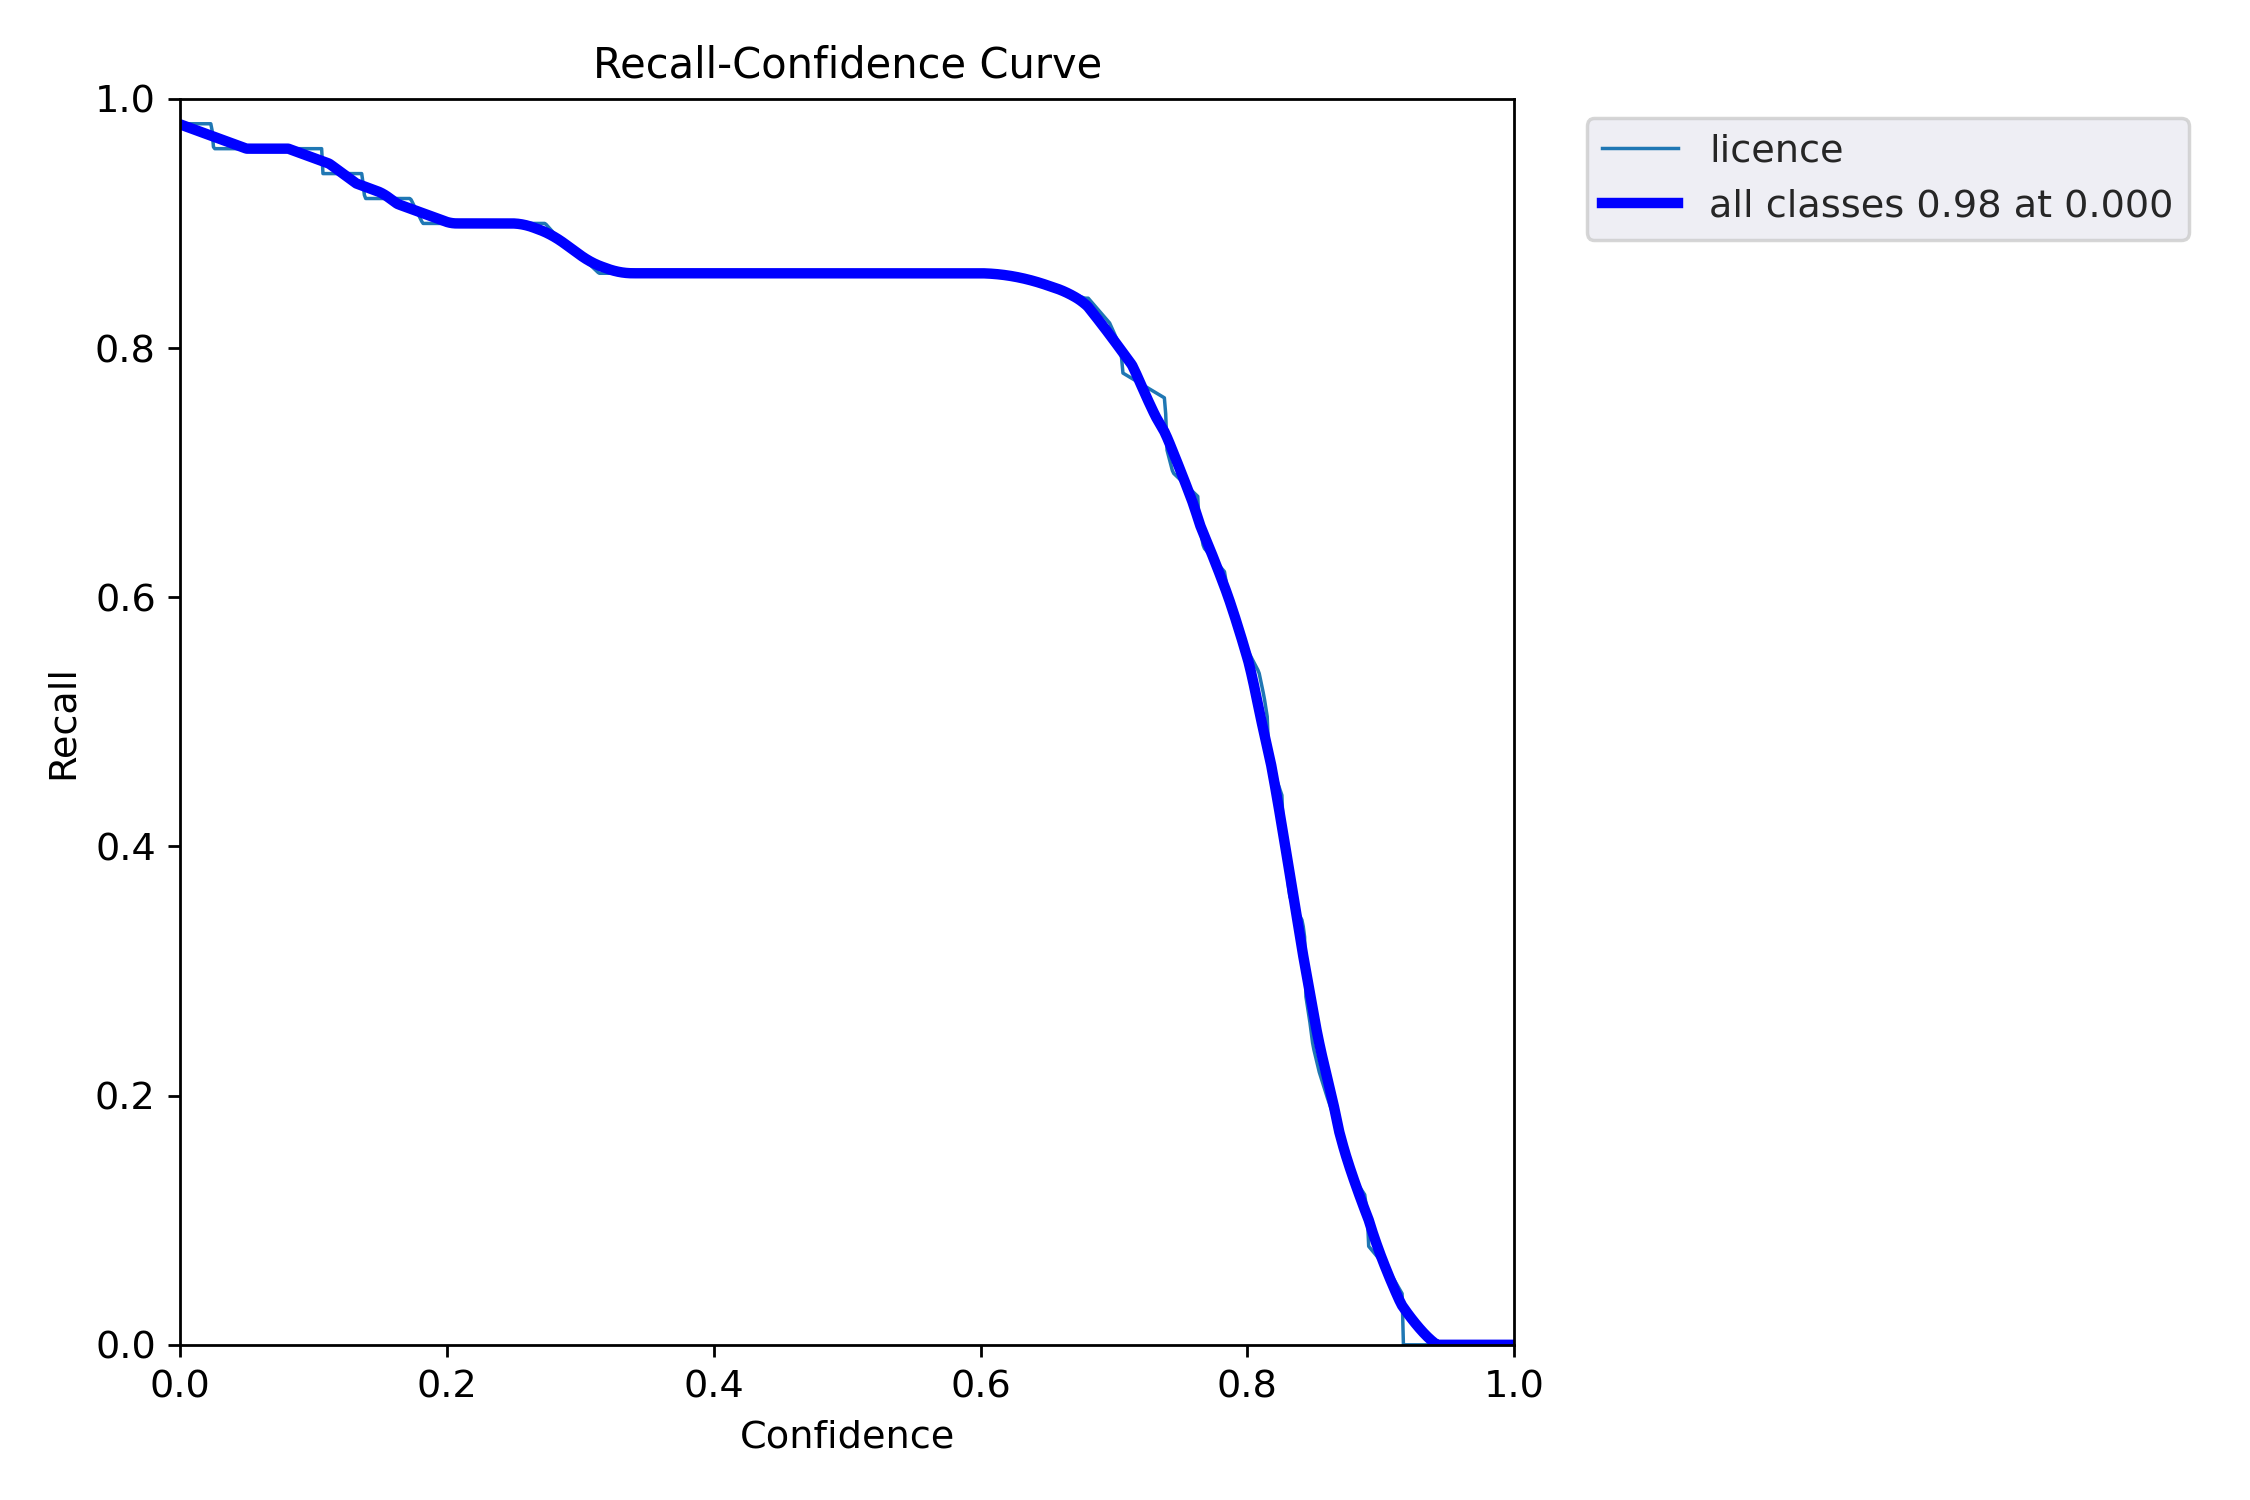 Recall-Confidence Curve
1.0
0.8
0.6
0.4
0.2
0.0
Recall
0.0 0.2 0.4 0.6 0.8 1.0
Confidence
licence
all classes 0.98 at 0.000